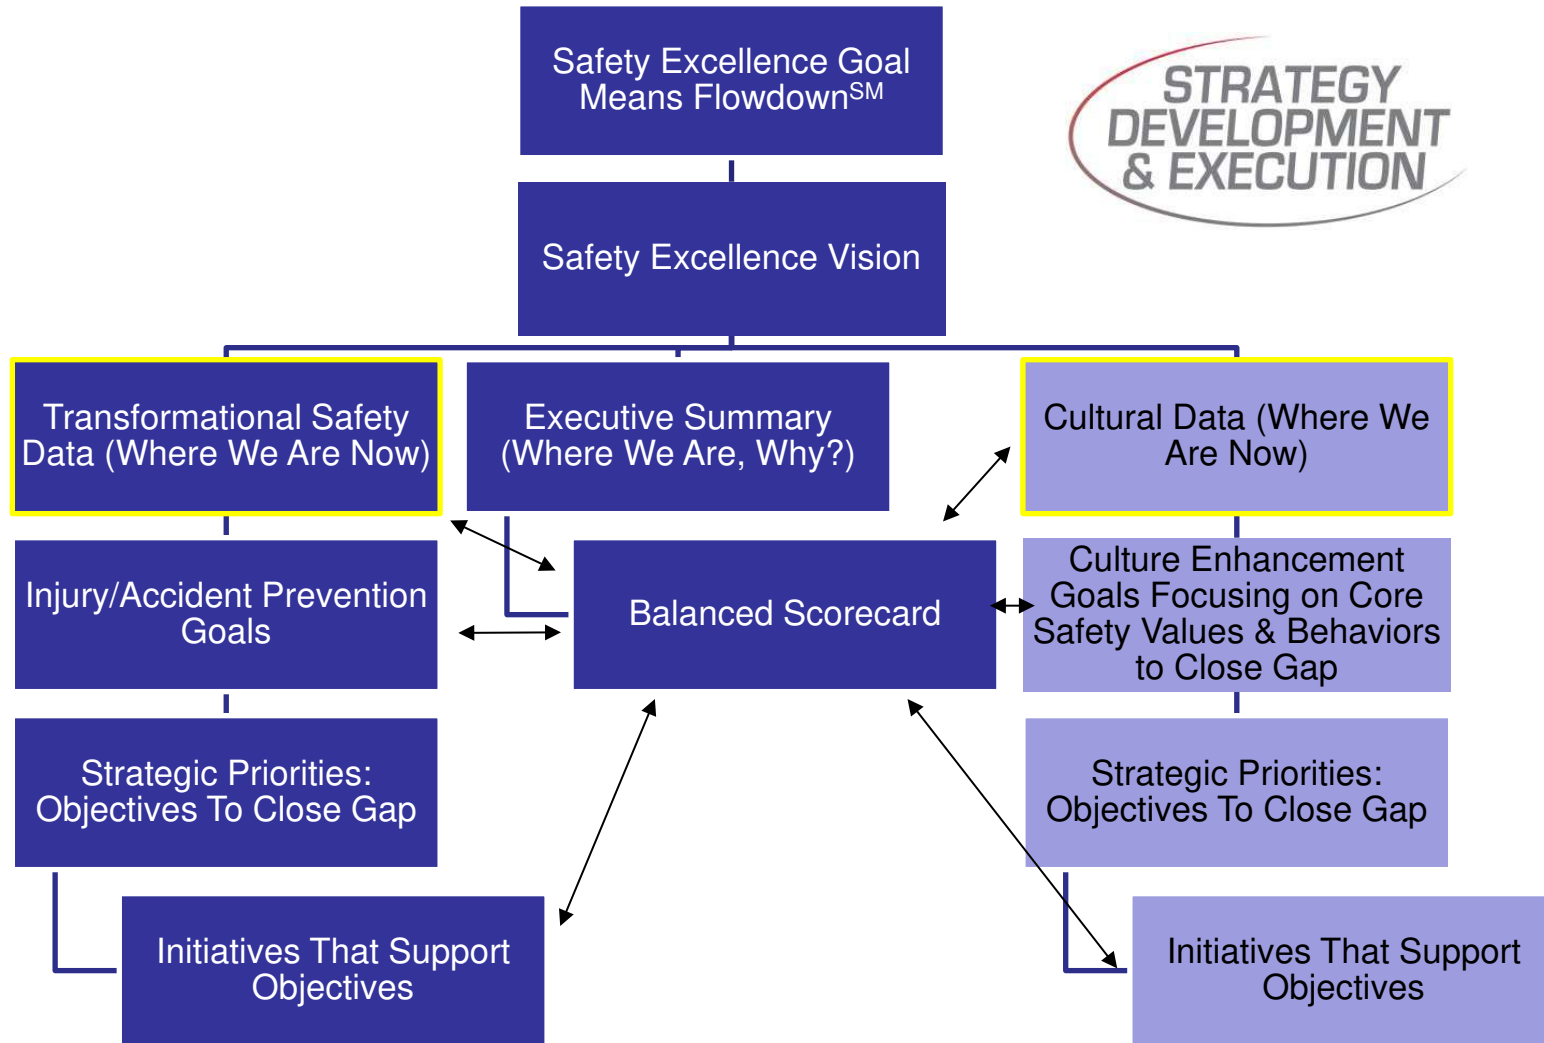 Safety Excellence Goal
Means Flowdown℠
STRATEGY
DEVELOPMENT
& EXECUTION
Safety Excellence Vision
Transformational Safety
Data (Where We Are Now)
Executive Summary
(Where We Are, Why?)
Cultural Data (Where We
Are Now)
Injury/Accident Prevention
Goals
Balanced Scorecard
Culture Enhancement
Goals Focusing on Core
Safety Values & Behaviors
to Close Gap
Strategic Priorities:
Objectives To Close Gap
Strategic Priorities:
Objectives To Close Gap
Initiatives That Support
Objectives
Initiatives That Support
Objectives